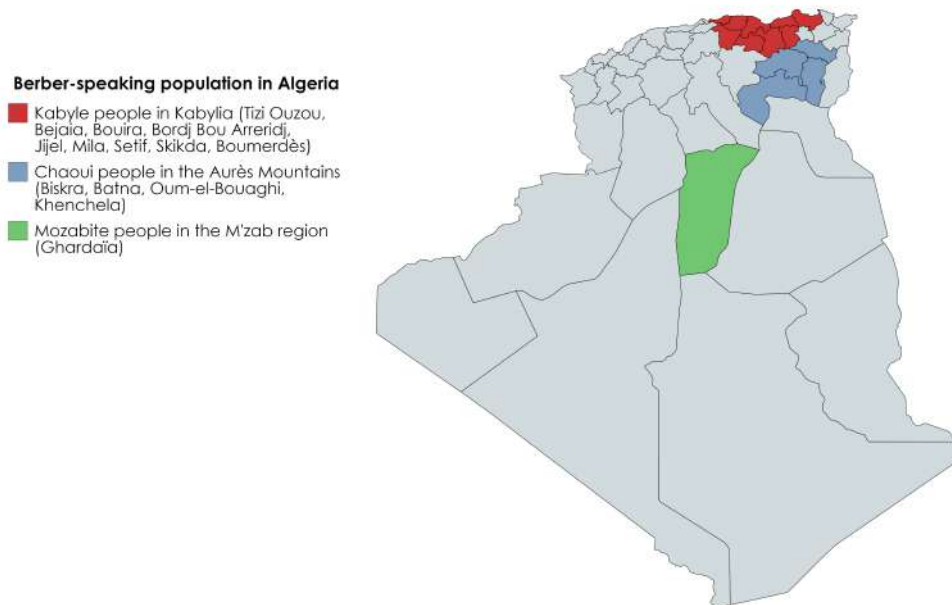 Berber-speaking population in Algeria
Kabyle people in Kabylia (Tizi Ouzou,
Bejaia, Bouira, Bordj Bou Arreridj,
Jijel, Mila, Setif, Skikda, Boumerdès)
Chaoui people in the Aurès Mountains
(Biskra, Batna, Oum-el-Bouaghi,
Khenchela)
Mozabite people in the M'zab region
(Ghardaïa)